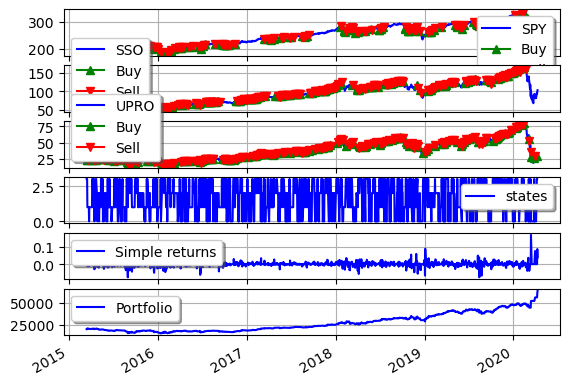 300
200
SPY
Buy
SSO
Buy
Sell
150
100
50
UPRO
Buy
Sell
75
50
25
2.5
0.0
states
0.1
0.0
Simple returns
50000
25000
Portfolio
2015 2016 2017 2018 2019 2020